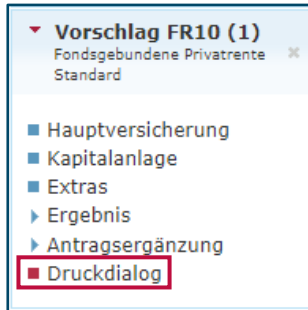 Vorschlag FR10 (1)
Fondsgebundene Privatrente
Standard
Hauptversicherung
Kapitalanlage
Extras
Ergebnis
Antragsergänzung
Druckdialog